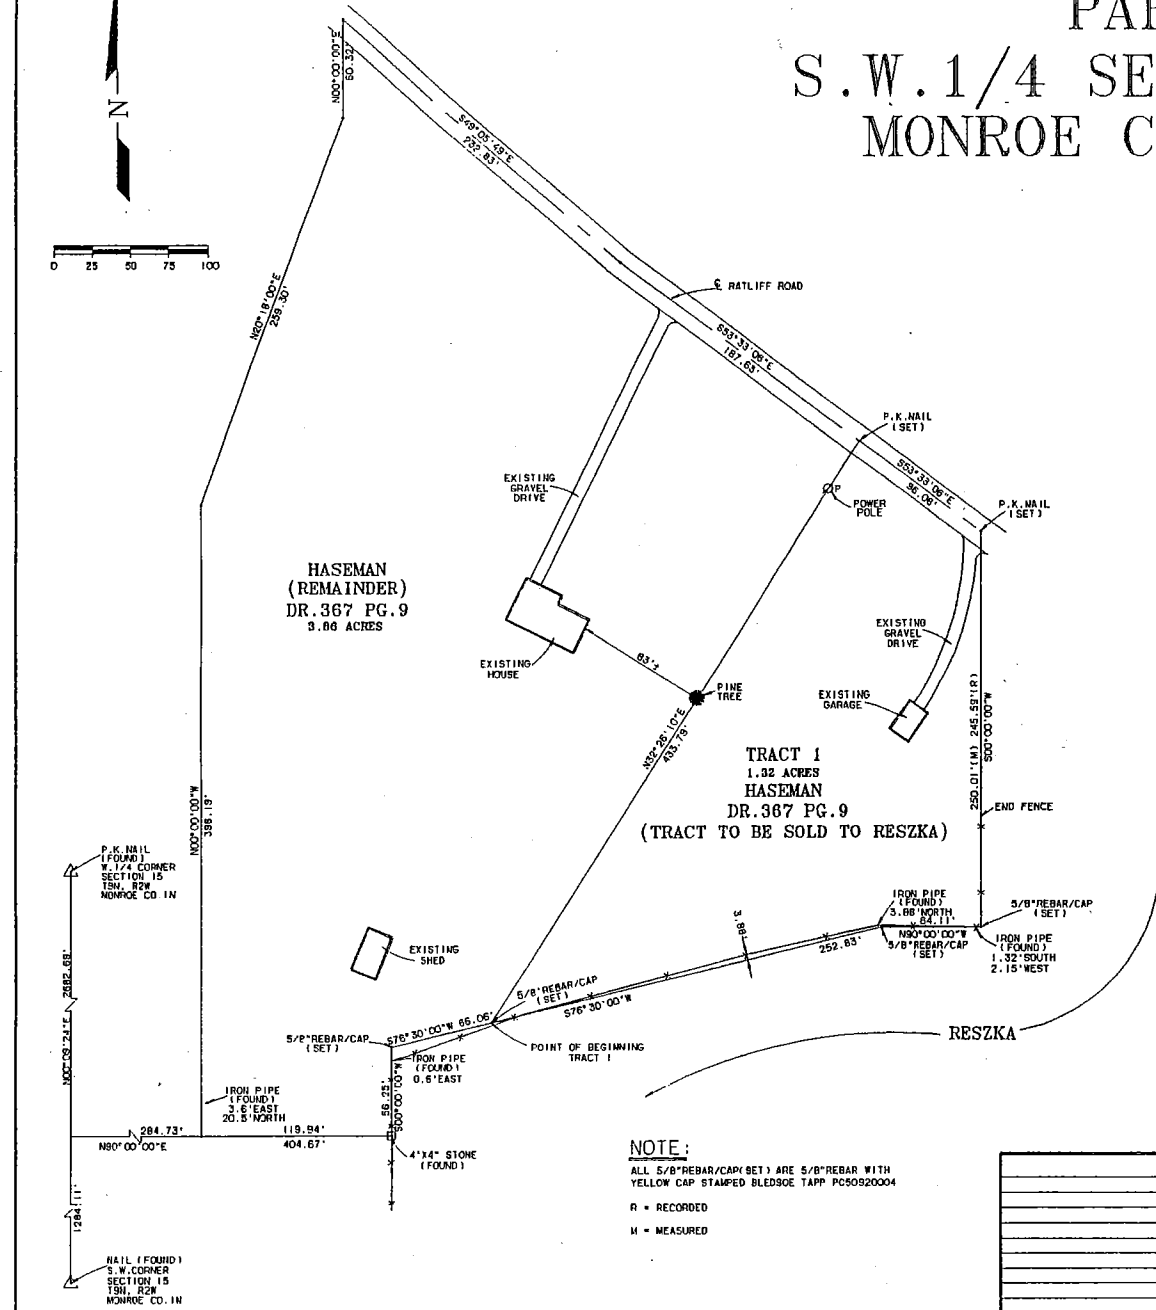 PAR
S.W.1/4 SE
MONROE C
N
0 25 50 75 100
N00°00'00"E
60.32'
S49°05'49"E
232.83'
℄ RATLIFF ROAD
N20°18'00"E
259.30'
S53°33'06"E
187.63'
P.K.NAIL
(SET)
S53°33'06"E
96.08'
P.K.NAIL
(SET)
EXISTING
GRAVEL
DRIVE
P
POWER
POLE
HASEMAN
(REMAINDER)
DR.367 PG.9
3.86 ACRES
EXISTING
GRAVEL
DRIVE
EXISTING
HOUSE
83'±
PINE
TREE
EXISTING
GARAGE
N32°26'10"E
433.79'
250.01'(M) 245.59'(R)
S00°00'00"W
TRACT 1
1.32 ACRES
HASEMAN
DR.367 PG.9
(TRACT TO BE SOLD TO RESZKA)
END FENCE
N00°00'00"W
396.19'
P.K.NAIL
(FOUND)
W.1/4 CORNER
SECTION 15
T9N, R2W
MONROE CO IN
IRON PIPE
(FOUND)
3.88'NORTH
84.11'
N90°00'00"W
5/8"REBAR/CAP
(SET)
5/8"REBAR/CAP
(SET)
IRON PIPE
(FOUND)
1.32'SOUTH
2.15'WEST
3.88'
252.83'
EXISTING
SHED
2682.69'
N00°09'24"E
5/8"REBAR/CAP
(SET)
S76°30'00"W
S76°30'00"W 66.06'
5/8"REBAR/CAP
(SET)
POINT OF BEGINNING
TRACT 1
RESZKA
IRON PIPE
(FOUND)
0.6'EAST
56.25'
S00°00'00"W
IRON PIPE
(FOUND)
3.6'EAST
20.5'NORTH
284.73'
119.94'
N90°00'00"E
404.67'
4"X4" STONE
(FOUND)
1284.11'
NOTE:
ALL 5/8"REBAR/CAP(SET) ARE 5/8"REBAR WITH
YELLOW CAP STAMPED BLEDSOE TAPP PC50920004
R = RECORDED
M = MEASURED
NAIL (FOUND)
S.W.CORNER
SECTION 15
T9N, R2W
MONROE CO. IN